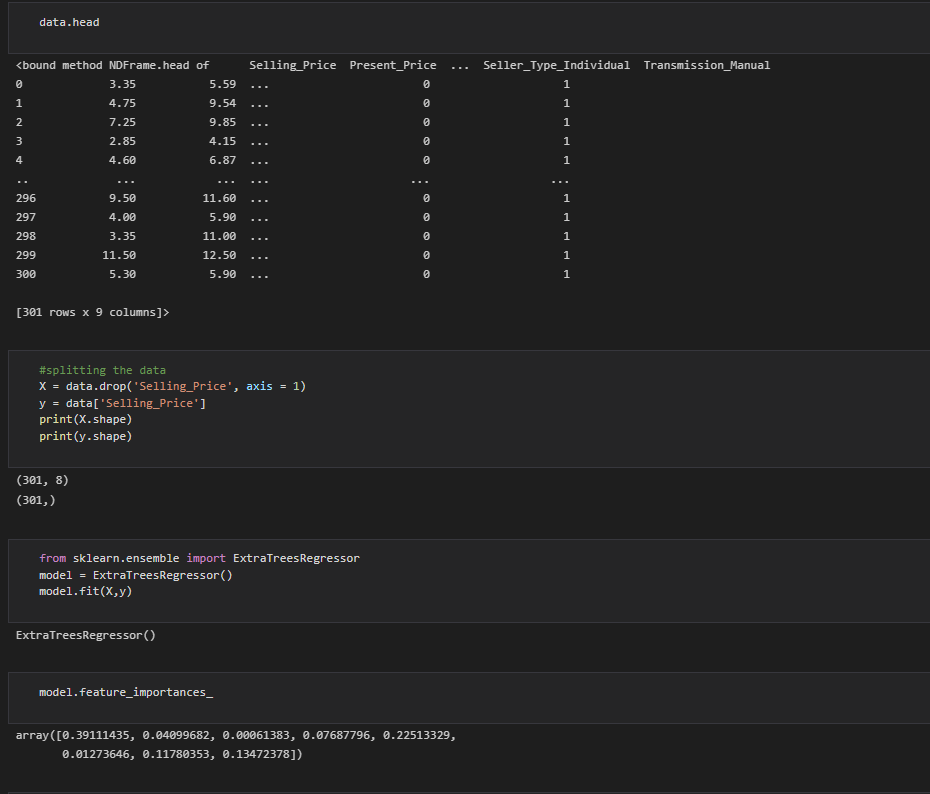 data.head
<bound method NDFrame.head of      Selling_Price  Present_Price  ...  Seller_Type_Individual  Transmission_Manual
0             3.35           5.59  ...                       0                    1
1             4.75           9.54  ...                       0                    1
2             7.25           9.85  ...                       0                    1
3             2.85           4.15  ...                       0                    1
4             4.60           6.87  ...                       0                    1
..             ...            ...  ...                     ...                  ...
296           9.50          11.60  ...                       0                    1
297           4.00           5.90  ...                       0                    1
298           3.35          11.00  ...                       0                    1
299          11.50          12.50  ...                       0                    1
300           5.30           5.90  ...                       0                    1
[301 rows x 9 columns]>
#splitting the data
X = data.drop('Selling_Price', axis = 1)
y = data['Selling_Price']
print(X.shape)
print(y.shape)
(301, 8)
(301,)
from sklearn.ensemble import ExtraTreesRegressor
model = ExtraTreesRegressor()
model.fit(X,y)
ExtraTreesRegressor()
model.feature_importances_
array([0.39111435, 0.04099682, 0.00061383, 0.07687796, 0.22513329,
       0.01273646, 0.11780353, 0.13472378])